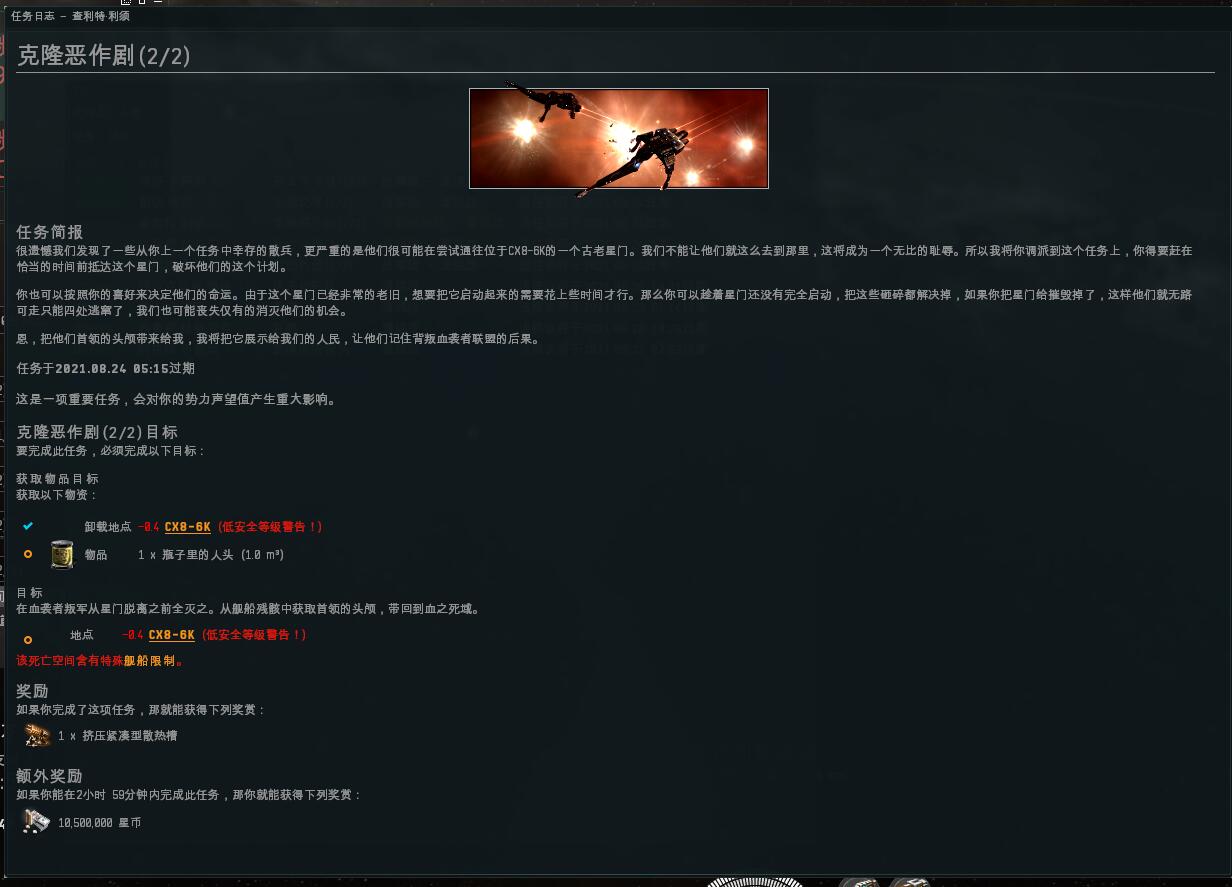 任务日志 - 查利特·利须
克隆恶作剧(2/2)
任务简报
很遗憾我们发现了一些从你上一个任务中幸存的散兵，更严重的是他们很可能在尝试通往位于CX8-6K的一个古老星门。我们不能让他们就这么去到那里，这将成为一个无比的耻辱。所以我将你调派到这个任务上，你得要赶在
恰当的时间前抵达这个星门，破坏他们的这个计划。
你也可以按照你的喜好来决定他们的命运。由于这个星门已经非常的老旧，想要把它启动起来的需要花上些时间才行。那么你可以趁着星门还没有完全启动，把这些砸碎都解决掉，如果你把星门给摧毁掉了，这样他们就无路
可走只能四处逃窜了，我们也可能丧失仅有的消灭他们的机会。
恩，把他们首领的头颅带来给我，我将把它展示给我们的人民，让他们记住背叛血袭者联盟的后果。
任务于2021.08.24 05:15过期
这是一项重要任务，会对你的势力声望值产生重大影响。
克隆恶作剧(2/2)目标
要完成此任务，必须完成以下目标：
获取物品目标
获取以下物资：
卸载地点 -0.4 CX8-6K (低安全等级警告！)
物品 1 x 瓶子里的人头 (1.0 m³)
目标
在血袭者叛军从星门脱离之前全灭之。从舰船残骸中获取首领的头颅，带回到血之死域。
地点 -0.4 CX8-6K (低安全等级警告！)
该死亡空间含有特殊舰船限制。
奖励
如果你完成了这项任务，那就能获得下列奖赏：
1 x 挤压紧凑型散热槽
额外奖励
如果你能在2小时 59分钟内完成此任务，那你就能获得下列奖赏：
10,500,000 星币